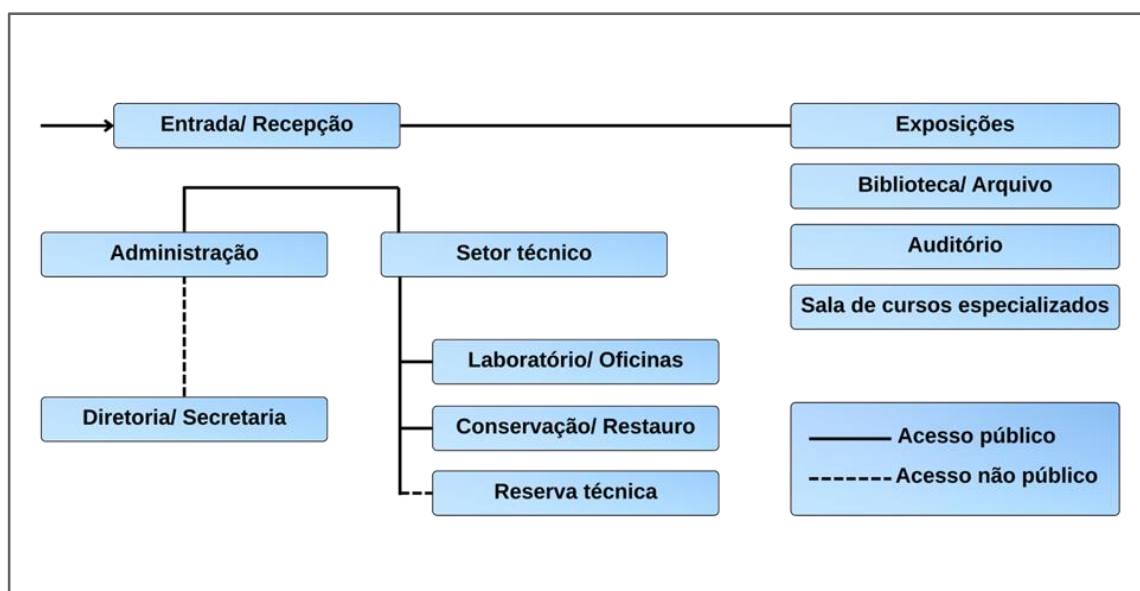 Entrada/ Recepção
Exposições
Biblioteca/ Arquivo
Administração
Setor técnico
Auditório
Sala de cursos especializados
Laboratório/ Oficinas
Diretoria/ Secretaria
Conservação/ Restauro
Reserva técnica
Acesso público
Acesso não público